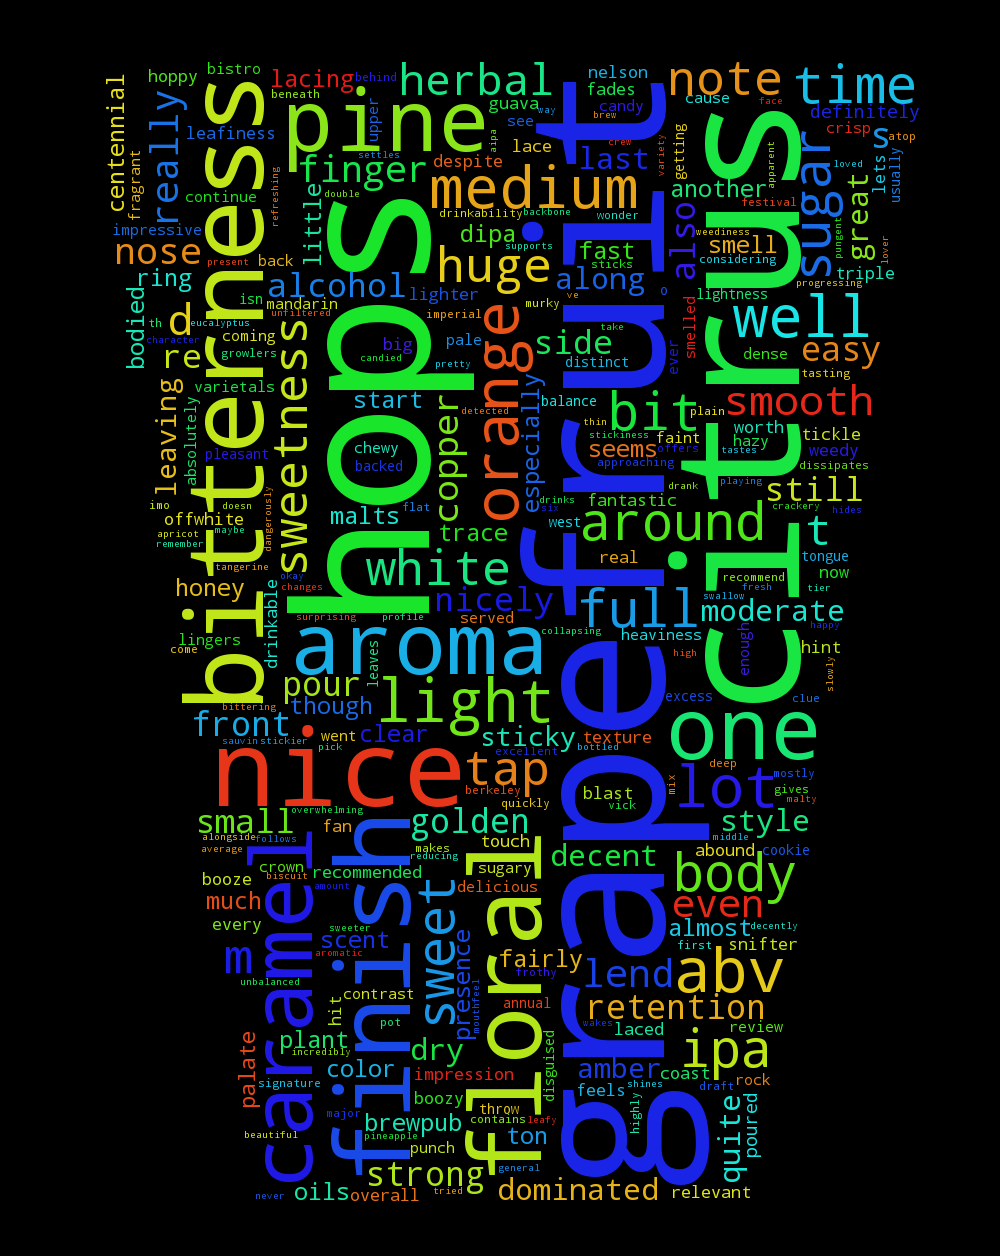 hops
grapefruit
citrus
bitterness
pine
nice
aroma
floral
finish
caramel
one
light
medium
orange
huge
herbal
note
time
well
around
full
white
bit
body
abv
ipa
tap
lot
sweet
sweetness
sugar
really
smooth
nose
alcohol
finger
lacing
centennial
hoppy
bistro
behind
beneath
nelson
fades
guava
candy
cause
face
definitely
crisp
s
atop
leafiness
upper
see
way
brew
crew
lace
last
variety
getting
apparent
loved
lets
usually
fragrant
continue
refreshing
settles
double
despite
aipa
another
festival
great
pungent
lover
impressive
little
drinkability
backbone
wonder
also
weediness
smell
considering
progressing
present
back
dipa
supports
fast
sticks
triple
ring
lighter
along
o
lightness
bodied
d
isn
mandarin
imperial
murky
ve
smelled
th
eucalyptus
unfiltered
character
coming
big
pale
side
take
distinct
ever
dense
easy
re
growlers
candied
pretty
tasting
varietals
start
balance
especially
detected
thin
plain
worth
tickle
leaving
absolutely
pleasant
chewy
backed
copper
stickiness
seems
faint
offers
approaching
hazy
tastes
weedy
dissipates
imo
doesn
offwhite
apricot
maybe
remember
tangerine
dangerously
malts
flat
trace
drinks
six
fantastic
drank
playing
still
crackery
hides
west
t
real
tongue
okay
changes
honey
drinkable
nicely
recommend
fresh
now
tier
swallow
surprising
profile
served
moderate
happy
lingers
come
collapsing
heaviness
high
enough
hint
slowly
pour
leaves
bittering
though
excess
clue
front
sauvin
stickier
went
pick
clear
sticky
excellent
bottled
texture
deep
mostly
berkeley
quickly
blast
vick
mix
gives
malty
overwhelming
small
alongside
follows
average
fan
golden
makes
reducing
touch
style
middle
crown
biscuit
recommended
amount
sugary
delicious
decent
abound
cookie
booze
much
every
even
almost
decently
first
snifter
sweeter
scent
aromatic
m
unbalanced
presence
mouthfeel
fairly
frothy
lend
contrast
hit
annual
retention
pot
wakes
laced
review
plant
incredibly
dry
disguised
palate
signature
color
impression
amber
coast
feels
shines
draft
rock
boozy
throw
contains
leafy
highly
quite
poured
major
beautiful
brewpub
pineapple
punch
ton
strong
general
never
oils
overall
tried
dominated
relevant